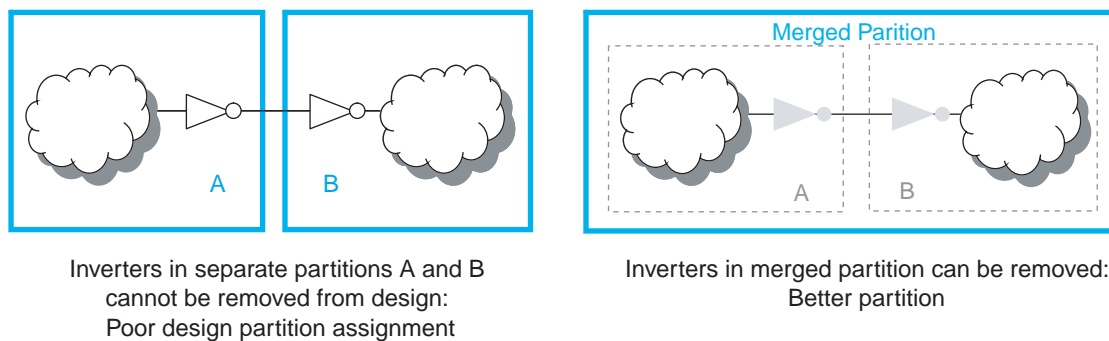 A
B
Inverters in separate partitions A and B
cannot be removed from design:
Poor design partition assignment
Merged Parition
A
B
Inverters in merged partition can be removed:
Better partition